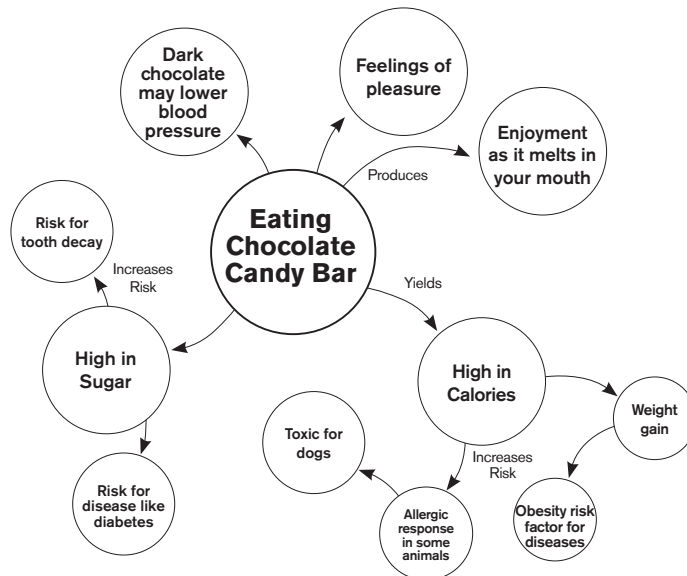 Dark
chocolate
may lower
blood
pressure
Feelings of
pleasure
Enjoyment
as it melts in
your mouth
Produces
Eating
Chocolate
Candy Bar
Risk for
tooth decay
Increases
Risk
Yields
High in
Sugar
High in
Calories
Weight
gain
Toxic for
dogs
Increases
Risk
Risk for
disease like
diabetes
Allergic
response
in some
animals
Obesity risk
factor for
diseases